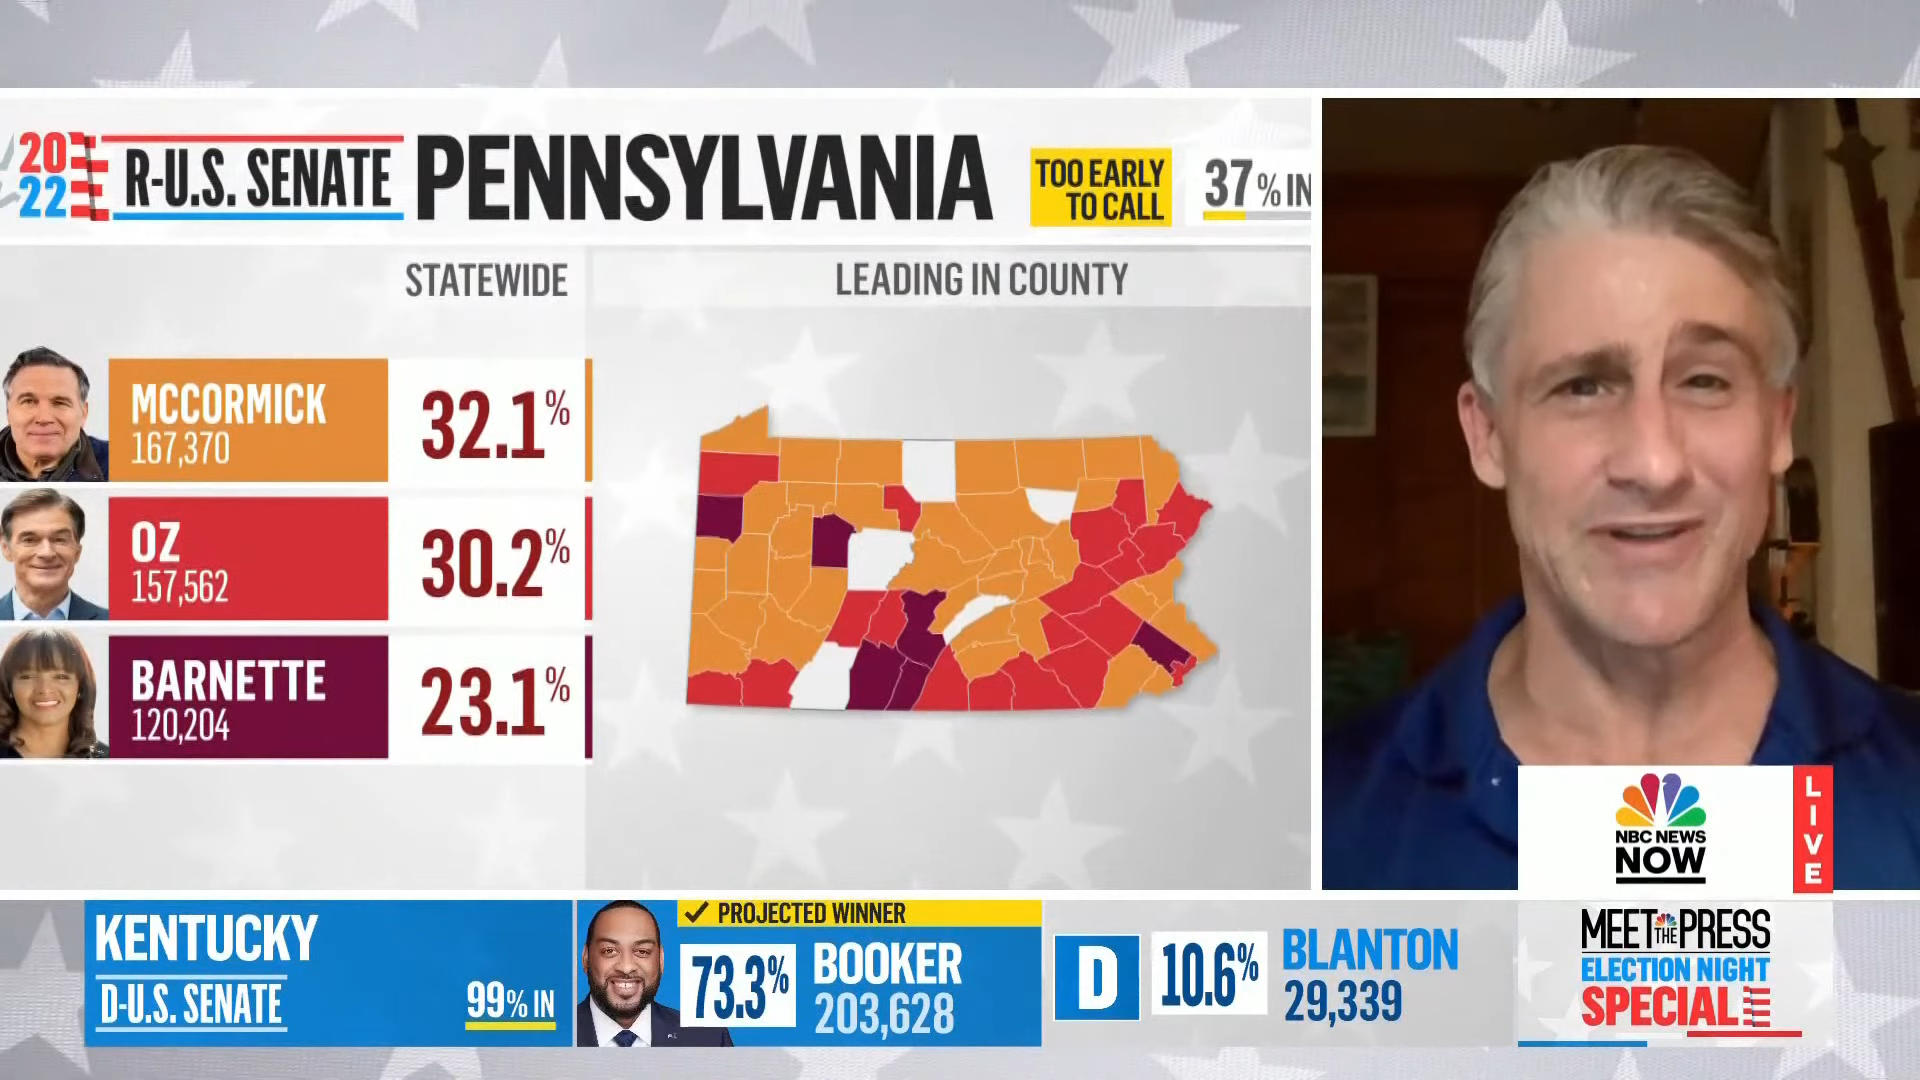 2022
R-U.S. SENATE
PENNSYLVANIA
TOO EARLY
TO CALL
37% IN
STATEWIDE
LEADING IN COUNTY
MCCORMICK
167,370
32.1%
OZ
157,562
30.2%
BARNETTE
120,204
23.1%
NBC NEWS
NOW
LIVE
KENTUCKY
D-U.S. SENATE
99% IN
✓ PROJECTED WINNER
73.3%
BOOKER
203,628
D
10.6%
BLANTON
29,339
MEET THE PRESS
ELECTION NIGHT
SPECIAL